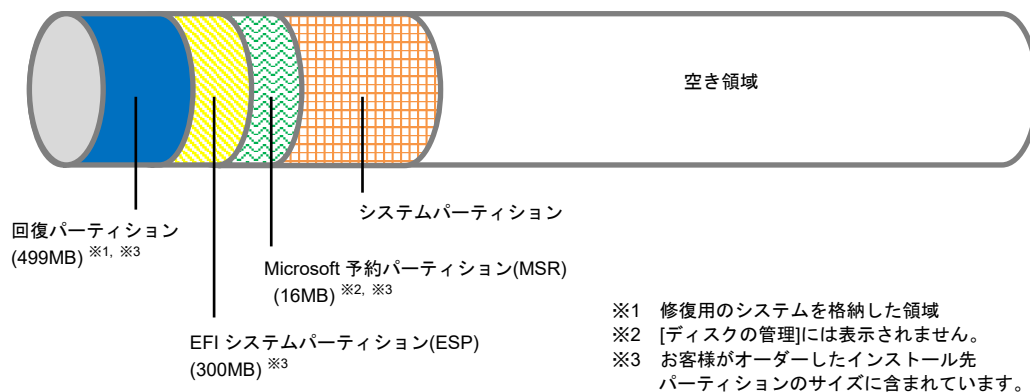 空き領域
システムパーティション
回復パーティション
(499MB) ※1, ※3
Microsoft 予約パーティション(MSR)
(16MB) ※2, ※3
EFI システムパーティション(ESP)
(300MB) ※3
※1 修復用のシステムを格納した領域
※2 [ディスクの管理]には表示されません。
※3 お客様がオーダーしたインストール先
パーティションのサイズに含まれています。